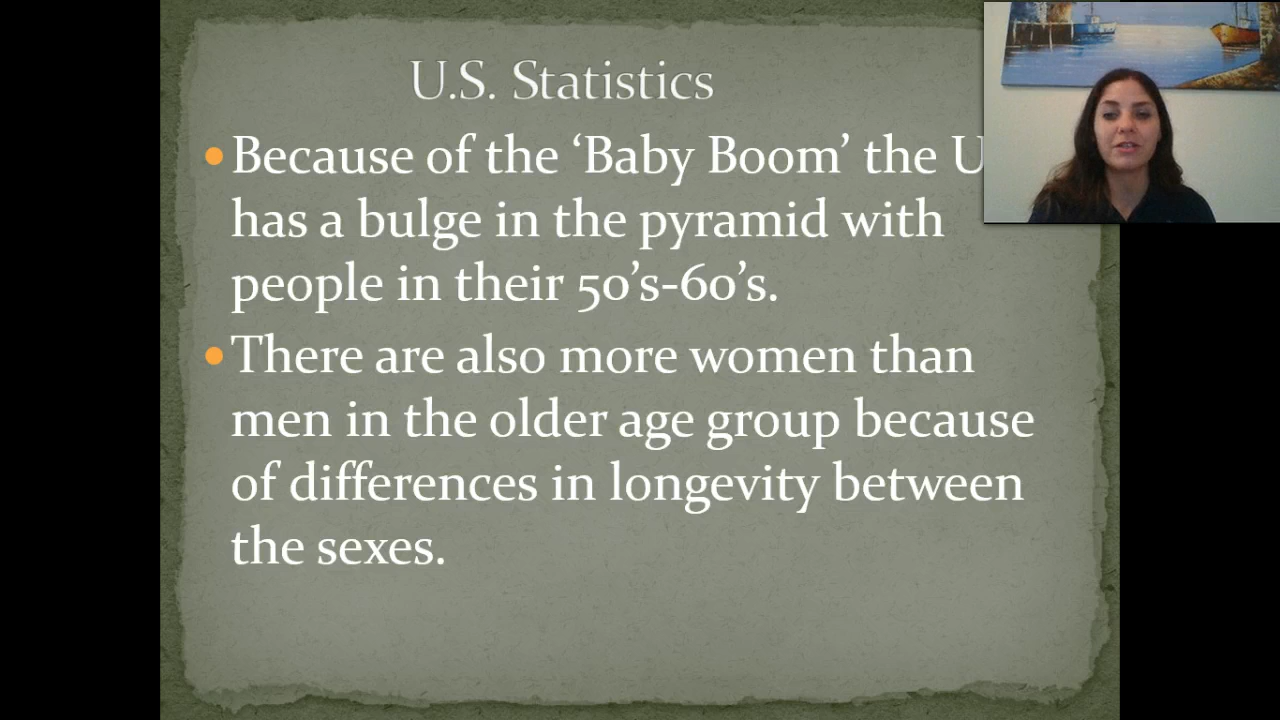 U.S. Statistics
Because of the ‘Baby Boom’ the U
has a bulge in the pyramid with
people in their 50’s-60’s.
There are also more women than
men in the older age group because
of differences in longevity between
the sexes.